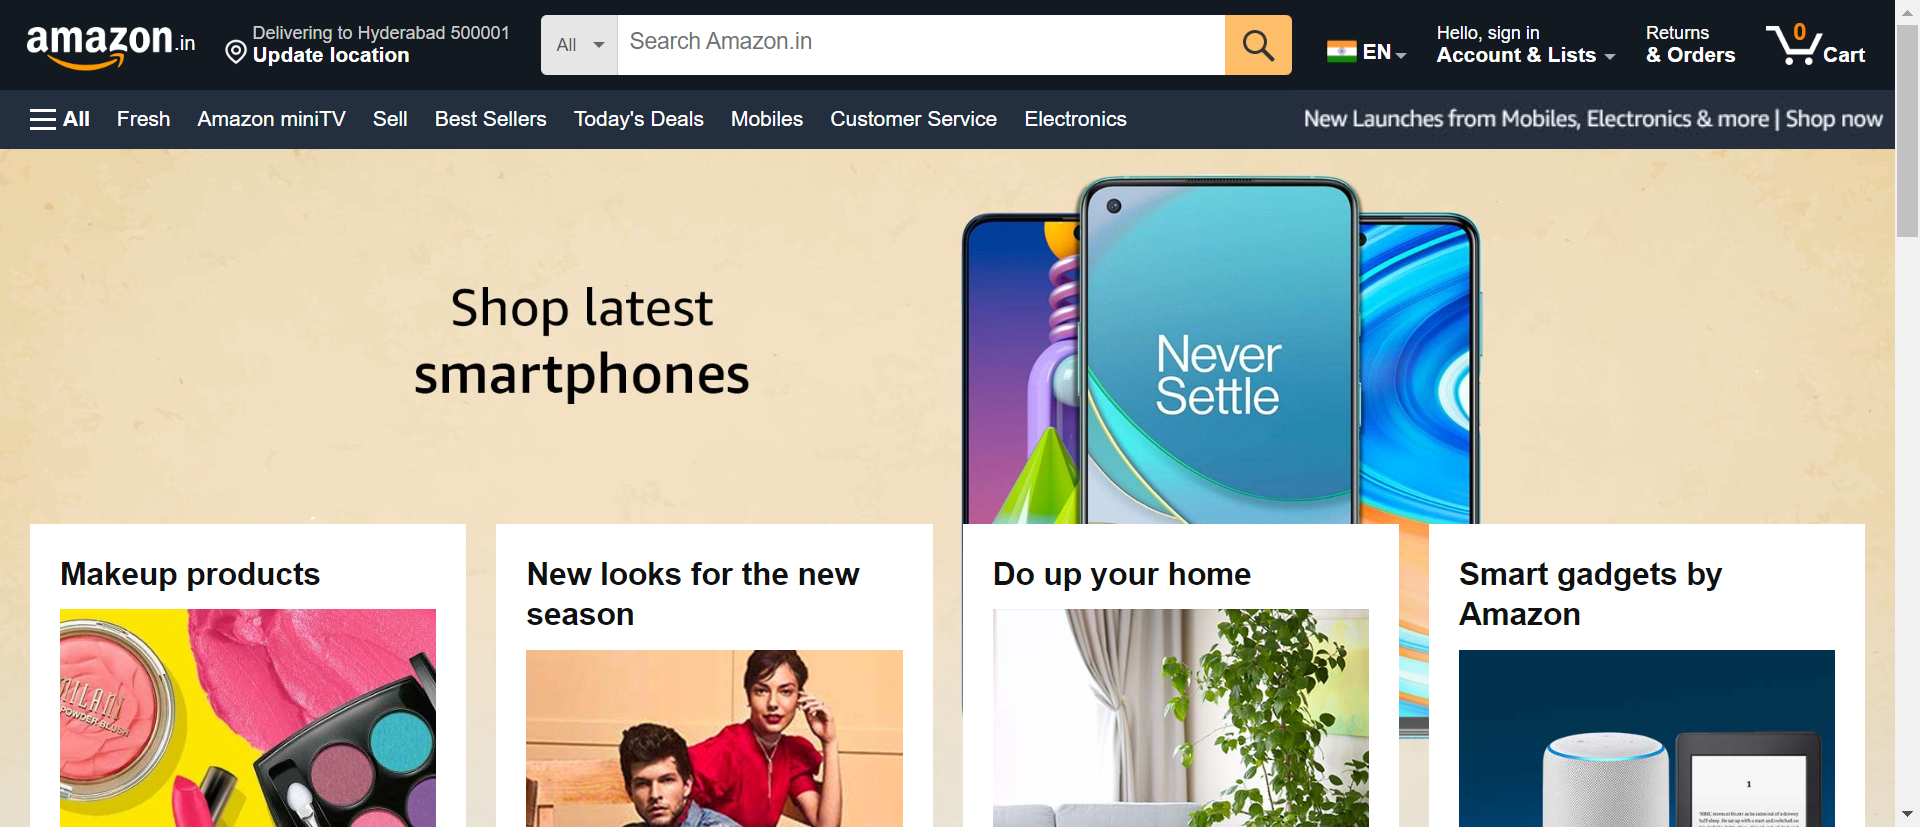 amazon.in
Delivering to Hyderabad 500001
Update location
All
Search Amazon.in
EN
Hello, sign in
Account & Lists
Returns
& Orders
0
Cart
All
Fresh
Amazon miniTV
Sell
Best Sellers
Today's Deals
Mobiles
Customer Service
Electronics
New Launches from Mobiles, Electronics & more | Shop now
Shop latest
smartphones
Never
Settle
Makeup products
New looks for the new
season
Do up your home
Smart gadgets by
Amazon
MILANI
POWDER BLUSH
1